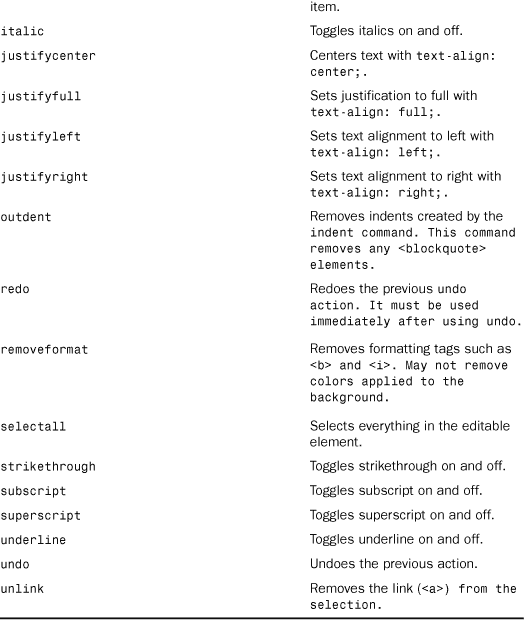 item.
italic Toggles italics on and off.
justifycenter Centers text with text-align:
center;.
justifyfull Sets justification to full with
text-align: full;.
justifyleft Sets text alignment to left with
text-align: left;.
justifyright Sets text alignment to right with
text-align: right;.
outdent Removes indents created by the
indent command. This command
removes any <blockquote>
elements.
redo Redoes the previous undo
action. It must be used
immediately after using undo.
removeformat Removes formatting tags such as
<b> and <i>. May not remove
colors applied to the
background.
selectall Selects everything in the editable
element.
strikethrough Toggles strikethrough on and off.
subscript Toggles subscript on and off.
superscript Toggles superscript on and off.
underline Toggles underline on and off.
undo Undoes the previous action.
unlink Removes the link (<a>) from the
selection.